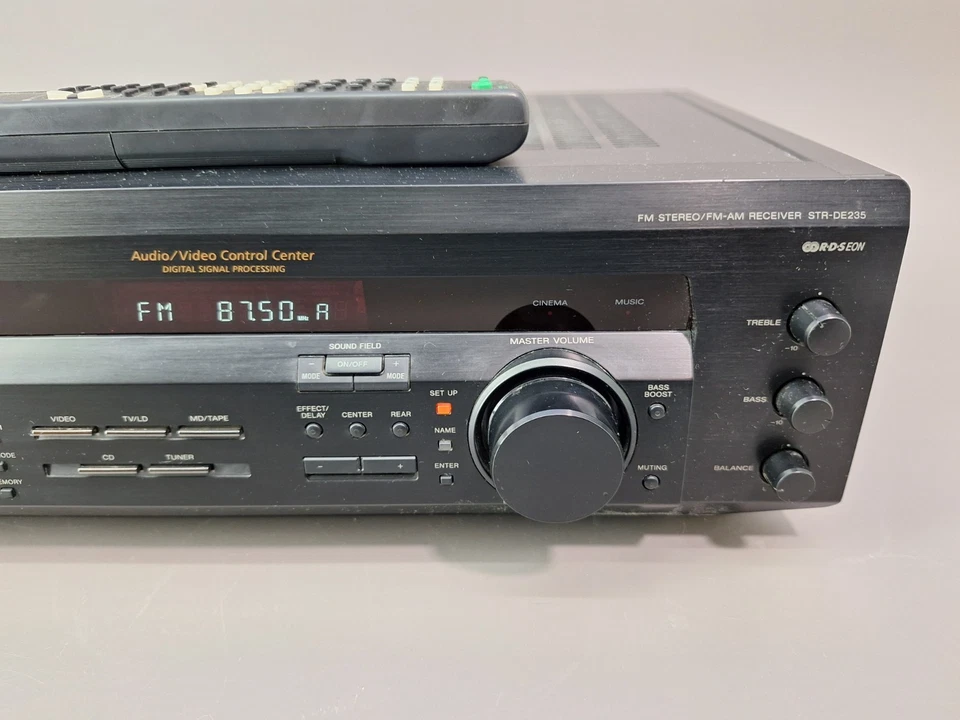 FM STEREO/FM-AM RECEIVER STR-DE235
R·D·S EON
Audio/Video Control Center
DIGITAL SIGNAL PROCESSING
FM 87.50 MHz A
CINEMA MUSIC
TREBLE
-10
MASTER VOLUME
SOUND FIELD
- ON/OFF +
MODE MODE
SET UP
BASS BOOST
BASS
-10
VIDEO TV/LD MD/TAPE
EFFECT/DELAY CENTER REAR
NAME
CD TUNER
- +
ENTER
MUTING
BALANCE